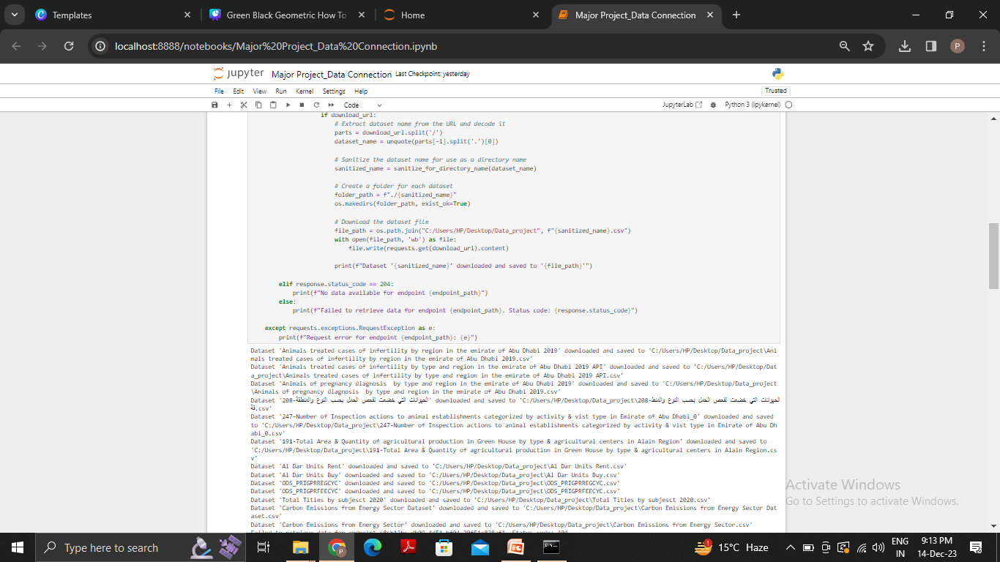 Templates
Green Black Geometric How To
Home
Major Project_Data Connection
localhost:8888/notebooks/Major%20Project_Data%20Connection.ipynb
P
jupyter Major Project_Data Connection Last Checkpoint: yesterday
File Edit View Run Kernel Settings Help
Trusted
Code
JupyterLab
Python 3 (ipykernel)
if download_url:
# Extract dataset name from the URL and decode it
parts = download_url.split('/')
dataset_name = unquote(parts[-1].split('.')[0])
# Sanitize the dataset name for use as a directory name
sanitized_name = sanitize_for_directory_name(dataset_name)
# Create a folder for each dataset
folder_path = f"./{sanitized_name}"
os.makedirs(folder_path, exist_ok=True)
# Download the dataset file
file_path = os.path.join("C:/Users/HP/Desktop/Data_project", f"{sanitized_name}.csv")
with open(file_path, 'wb') as file:
file.write(requests.get(download_url).content)
print(f"Dataset '{sanitized_name}' downloaded and saved to '{file_path}'")
elif response.status_code == 204:
print(f"No data available for endpoint {endpoint_path}")
else:
print(f"Failed to retrieve data for endpoint {endpoint_path}. Status code: {response.status_code}")
except requests.exceptions.RequestException as e:
print(f"Request error for endpoint {endpoint_path}: {e}")
Dataset 'Animals treated cases of infertility by region in the emirate of Abu Dhabi 2019' downloaded and saved to 'C:/Users/HP/Desktop/Data_project\Ani
mals treated cases of infertility by region in the emirate of Abu Dhabi 2019.csv'
Dataset 'Animals treated cases of infertility by type and region in the emirate of Abu Dhabi 2019 API' downloaded and saved to 'C:/Users/HP/Desktop/Dat
a_project\Animals treated cases of infertility by type and region in the emirate of Abu Dhabi 2019 API.csv'
Dataset 'Animals of pregnancy diagnosis  by type and region in the emirate of Abu Dhabi 2019' downloaded and saved to 'C:/Users/HP/Desktop/Data_project
\Animals of pregnancy diagnosis  by type and region in the emirate of Abu Dhabi 2019.csv'
Dataset '208-الحيوانات التي خضعت لفحص الحمل بحسب النوع والمنطقة' downloaded and saved to 'C:/Users/HP/Desktop/Data_project\208-الحيوانات التي خضعت لفحص الحمل بحسب النوع والمنط
قة.csv'
Dataset '247-Number of Inspection actions to animal establishments categorized by activity & vist type in Emirate of Abu Dhabi_0' downloaded and saved
to 'C:/Users/HP/Desktop/Data_project\247-Number of Inspection actions to animal establishments categorized by activity & vist type in Emirate of Abu Dh
abi_0.csv'
Dataset '191-Total Area & Quantity of agricultural production in Green House by type & agricultural centers in Alain Region' downloaded and saved to
'C:/Users/HP/Desktop/Data_project\191-Total Area & Quantity of agricultural production in Green House by type & agricultural centers in Alain Region.cs
v'
Dataset 'Al Dar Units Rent' downloaded and saved to 'C:/Users/HP/Desktop/Data_project\Al Dar Units Rent.csv'
Dataset 'Al Dar Units Buy' downloaded and saved to 'C:/Users/HP/Desktop/Data_project\Al Dar Units Buy.csv'
Dataset 'ODS_PRIGPRREGCYC' downloaded and saved to 'C:/Users/HP/Desktop/Data_project\ODS_PRIGPRREGCYC.csv'
Dataset 'ODS_PRIGPRFEECYC' downloaded and saved to 'C:/Users/HP/Desktop/Data_project\ODS_PRIGPRFEECYC.csv'
Dataset 'Total Titles by subjesct 2020' downloaded and saved to 'C:/Users/HP/Desktop/Data_project\Total Titles by subjesct 2020.csv'
Dataset 'Carbon Emissions from Energy Sector Dataset' downloaded and saved to 'C:/Users/HP/Desktop/Data_project\Carbon Emissions from Energy Sector Dat
aset.csv'
Dataset 'Carbon Emissions from Energy Sector' downloaded and saved to 'C:/Users/HP/Desktop/Data_project\Carbon Emissions from Energy Sector.csv'
Failed to retrieve data for endpoint
Status code: 404
Activate Windows
Go to Settings to activate Windows.
Type here to search
15°C Haze
ENG
IN
9:13 PM
14-Dec-23